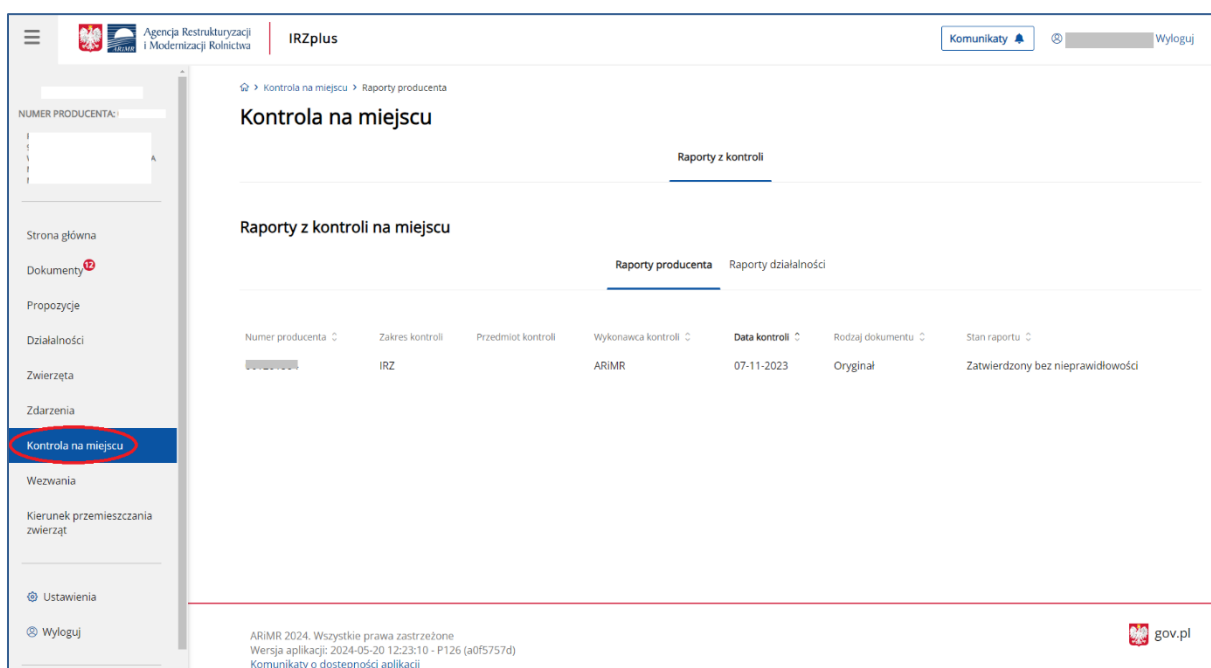 Agencja Restrukturyzacji
i Modernizacji Rolnictwa
ARiMR
IRZplus
Komunikaty
Wyloguj
NUMER PRODUCENTA:
Kontrola na miejscu > Raporty producenta
Kontrola na miejscu
Raporty z kontroli
Raporty z kontroli na miejscu
Raporty producenta Raporty działalności
Numer producenta Zakres kontroli Przedmiot kontroli Wykonawca kontroli Data kontroli Rodzaj dokumentu Stan raportu
IRZ ARiMR 07-11-2023 Oryginał Zatwierdzony bez nieprawidłowości
Strona główna
Dokumenty 12
Propozycje
Działalności
Zwierzęta
Zdarzenia
Kontrola na miejscu
Wezwania
Kierunek przemieszczania
zwierząt
Ustawienia
Wyloguj
ARiMR 2024. Wszystkie prawa zastrzeżone
Wersja aplikacji: 2024-05-20 12:23:10 - P126 (a0f5757d)
Komunikaty o dostępności aplikacji
gov.pl